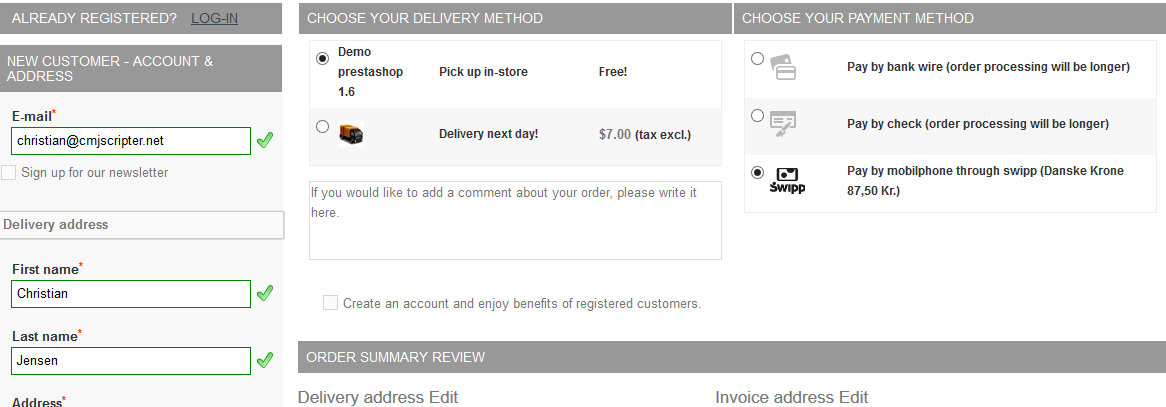 ALREADY REGISTERED? LOG-IN
NEW CUSTOMER - ACCOUNT &
ADDRESS
E-mail*
christian@cmjscripter.net
Sign up for our newsletter
Delivery address
First name*
Christian
Last name*
Jensen
Address*
CHOOSE YOUR DELIVERY METHOD
Demo
prestashop
1.6
Pick up in-store
Free!
Delivery next day!
$7.00 (tax excl.)
If you would like to add a comment about your order, please write it
here.
Create an account and enjoy benefits of registered customers.
CHOOSE YOUR PAYMENT METHOD
Pay by bank wire (order processing will be longer)
Pay by check (order processing will be longer)
Swipp
Pay by mobilphone through swipp (Danske Krone
87,50 Kr.)
ORDER SUMMARY REVIEW
Delivery address Edit
Invoice address Edit